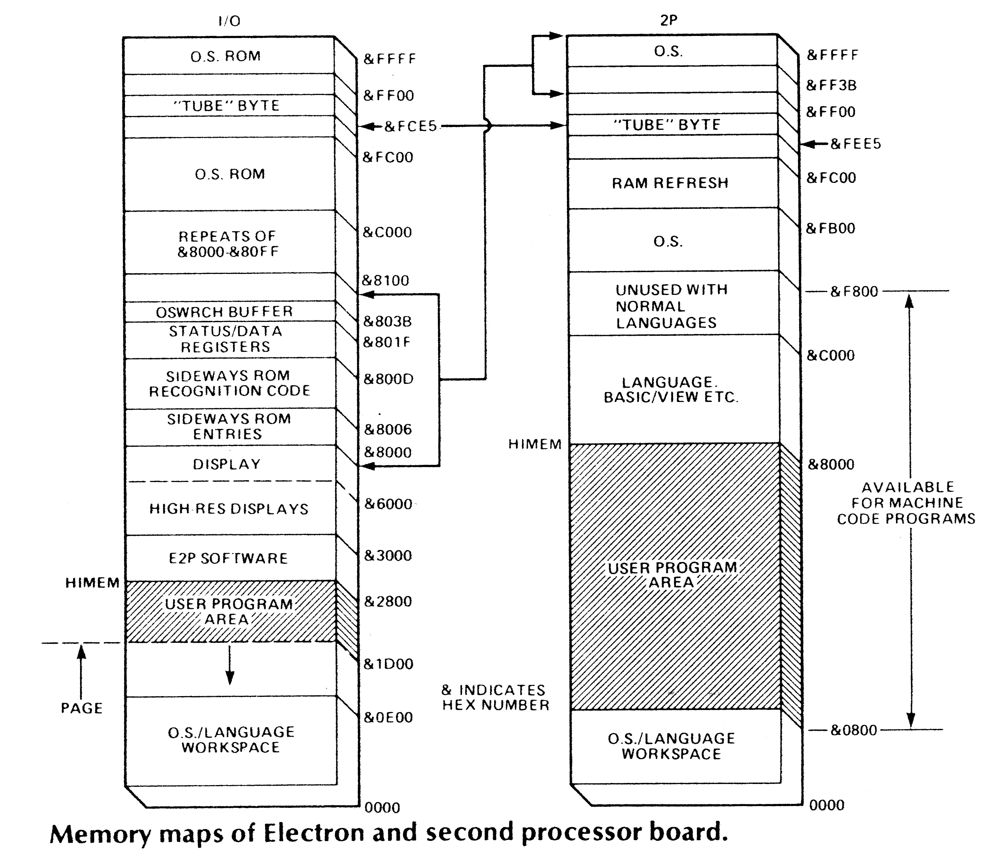 I/O
O.S. ROM
&FFFF
&FF00
"TUBE" BYTE
&FCE5
&FC00
O.S. ROM
&C000
REPEATS OF
&8000-&80FF
&8100
OSWRCH BUFFER
&803B
STATUS/DATA
REGISTERS
&801F
SIDEWAYS ROM
RECOGNITION CODE
&800D
SIDEWAYS ROM
ENTRIES
&8006
&8000
DISPLAY
&6000
HIGH-RES DISPLAYS
&3000
E2P SOFTWARE
HIMEM
&2800
USER PROGRAM
AREA
&1D00
PAGE
&0E00
O.S./LANGUAGE
WORKSPACE
0000
2P
O.S.
&FFFF
&FF3B
&FF00
"TUBE" BYTE
&FEE5
&FC00
RAM REFRESH
&FB00
O.S.
&F800
UNUSED WITH
NORMAL
LANGUAGES
&C000
LANGUAGE.
BASIC/VIEW ETC.
HIMEM
&8000
AVAILABLE
FOR MACHINE
CODE PROGRAMS
USER PROGRAM
AREA
& INDICATES
HEX NUMBER
&0800
O.S./LANGUAGE
WORKSPACE
0000
Memory maps of Electron and second processor board.